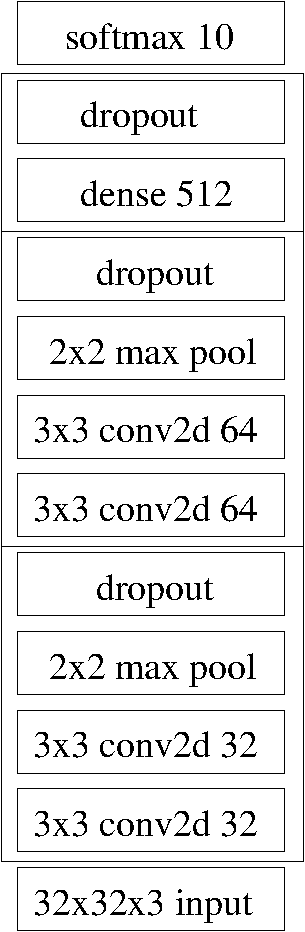 softmax 10
dropout
dense 512
dropout
2x2 max pool
3x3 conv2d 64
3x3 conv2d 64
dropout
2x2 max pool
3x3 conv2d 32
3x3 conv2d 32
32x32x3 input